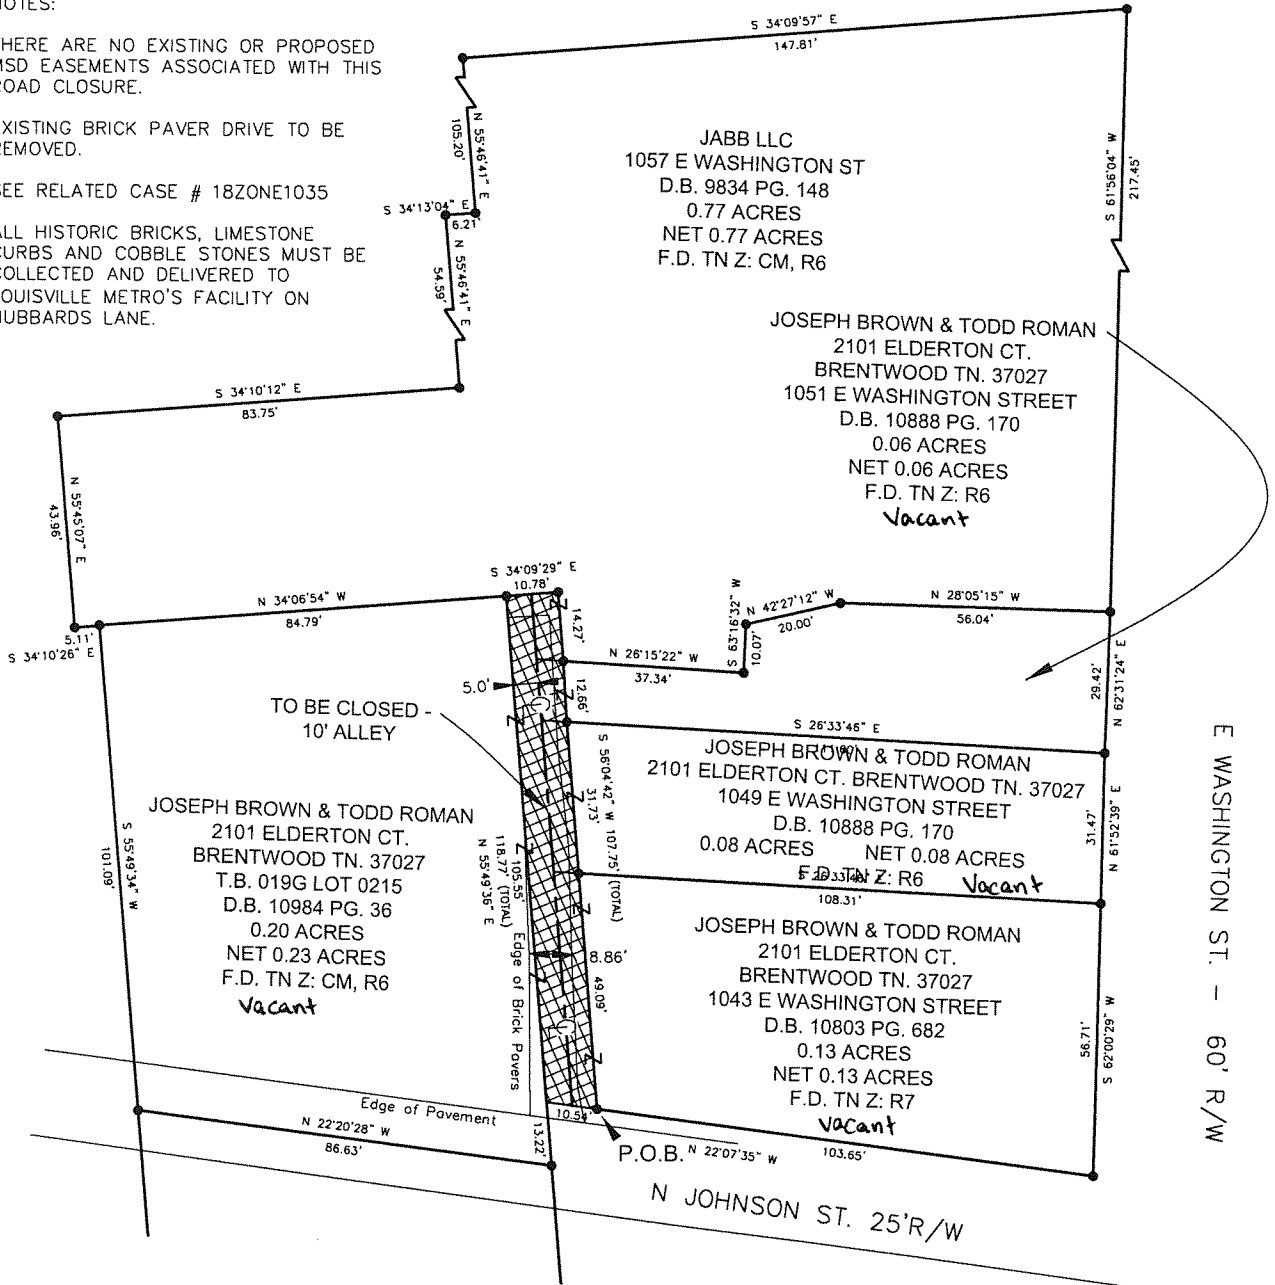 NOTES:
THERE ARE NO EXISTING OR PROPOSED
MSD EASEMENTS ASSOCIATED WITH THIS
ROAD CLOSURE.
EXISTING BRICK PAVER DRIVE TO BE
REMOVED.
SEE RELATED CASE # 18ZONE1035
ALL HISTORIC BRICKS, LIMESTONE
CURBS AND COBBLE STONES MUST BE
COLLECTED AND DELIVERED TO
LOUISVILLE METRO'S FACILITY ON
HUBBARDS LANE.
S 34°09'57" E
147.81'
N 55°46'41" E
105.20'
S 34°13'04" E
6.21'
N 55°46'41" E
54.59'
S 34°10'12" E
83.75'
N 55°45'07" E
43.96'
5.11'
S 34°10'26" E
N 34°06'54" W
84.79'
S 34°09'29" E
10.78'
JABB LLC
1057 E WASHINGTON ST
D.B. 9834 PG. 148
0.77 ACRES
NET 0.77 ACRES
F.D. TN Z: CM, R6
S 61°56'04" W
217.45'
JOSEPH BROWN & TODD ROMAN
2101 ELDERTON CT.
BRENTWOOD TN. 37027
1051 E WASHINGTON STREET
D.B. 10888 PG. 170
0.06 ACRES
NET 0.06 ACRES
F.D. TN Z: R6
Vacant
14.27'
N 26°15'22" W
37.34'
S 63°16'32" W
10.07'
N 42°27'12" W
20.00'
N 28°05'15" W
56.04'
29.42'
N 62°31'24" E
5.0'
12.66'
TO BE CLOSED -
10' ALLEY
S 26°33'46" E
JOSEPH BROWN & TODD ROMAN
2101 ELDERTON CT. BRENTWOOD TN. 37027
1049 E WASHINGTON STREET
D.B. 10888 PG. 170
0.08 ACRES NET 0.08 ACRES
F.D. TN Z: R6 Vacant
31.47'
N 61°52'39" E
S 56°04'42" W 107.75' (TOTAL)
31.73'
108.31'
JOSEPH BROWN & TODD ROMAN
2101 ELDERTON CT.
BRENTWOOD TN. 37027
T.B. 019G LOT 0215
D.B. 10984 PG. 36
0.20 ACRES
NET 0.23 ACRES
F.D. TN Z: CM, R6
Vacant
S 55°49'34" W
101.09'
105.55'
118.77' (TOTAL)
N 55°49'36" E
Edge of Brick Pavers
8.86'
49.09'
JOSEPH BROWN & TODD ROMAN
2101 ELDERTON CT.
BRENTWOOD TN. 37027
1043 E WASHINGTON STREET
D.B. 10803 PG. 682
0.13 ACRES
NET 0.13 ACRES
F.D. TN Z: R7
Vacant
56.71'
S 62°00'29" W
E WASHINGTON ST. - 60' R/W
Edge of Pavement
N 22°20'28" W
86.63'
13.22'
10.54'
P.O.B.
N 22°07'35" W
103.65'
N JOHNSON ST. 25'R/W